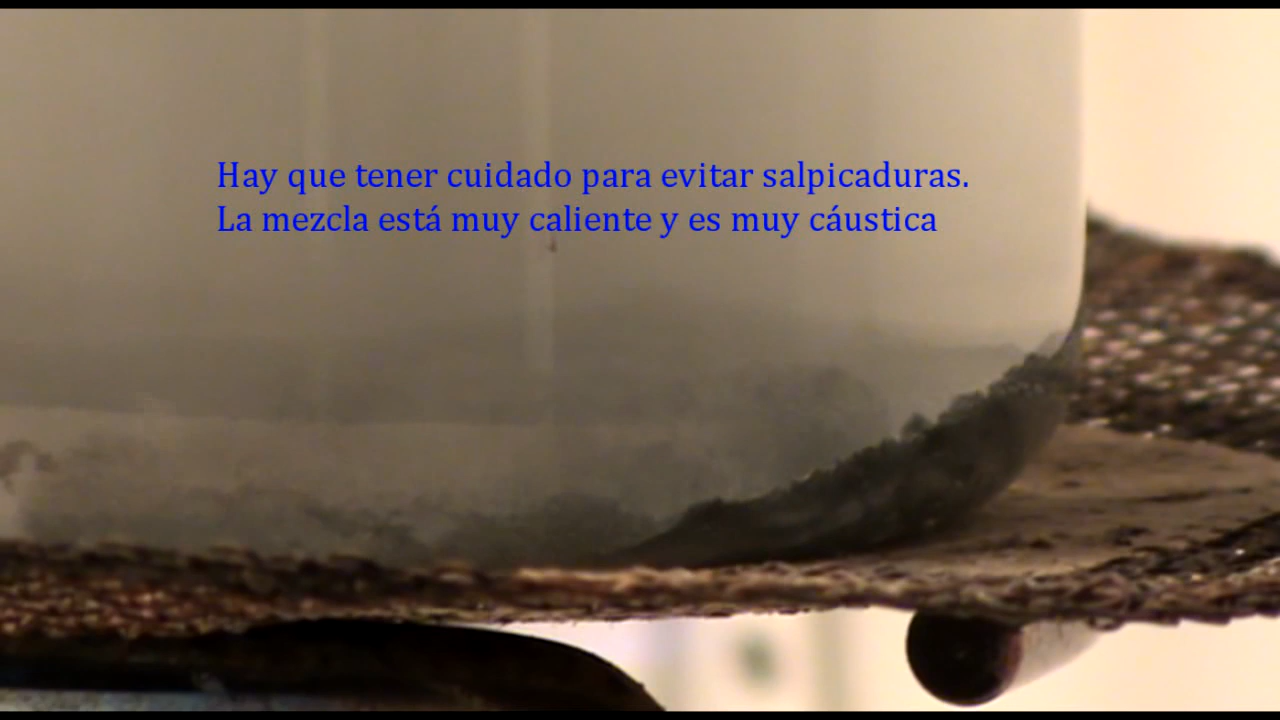 Hay que tener cuidado para evitar salpicaduras.
La mezcla está muy caliente y es muy cáustica